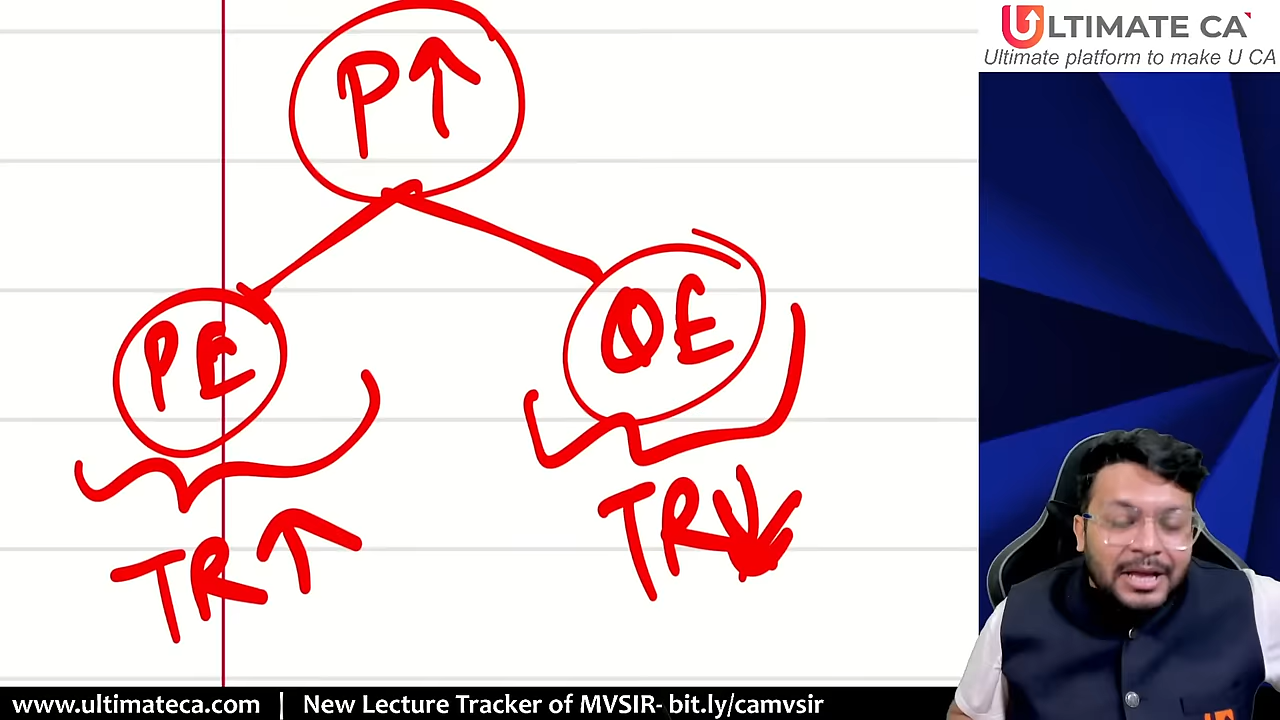 P↑
PE
QE
TR↑
TR↓
ULTIMATE CA
Ultimate platform to make U CA
www.ultimateca.com | New Lecture Tracker of MVSIR- bit.ly/camvsir